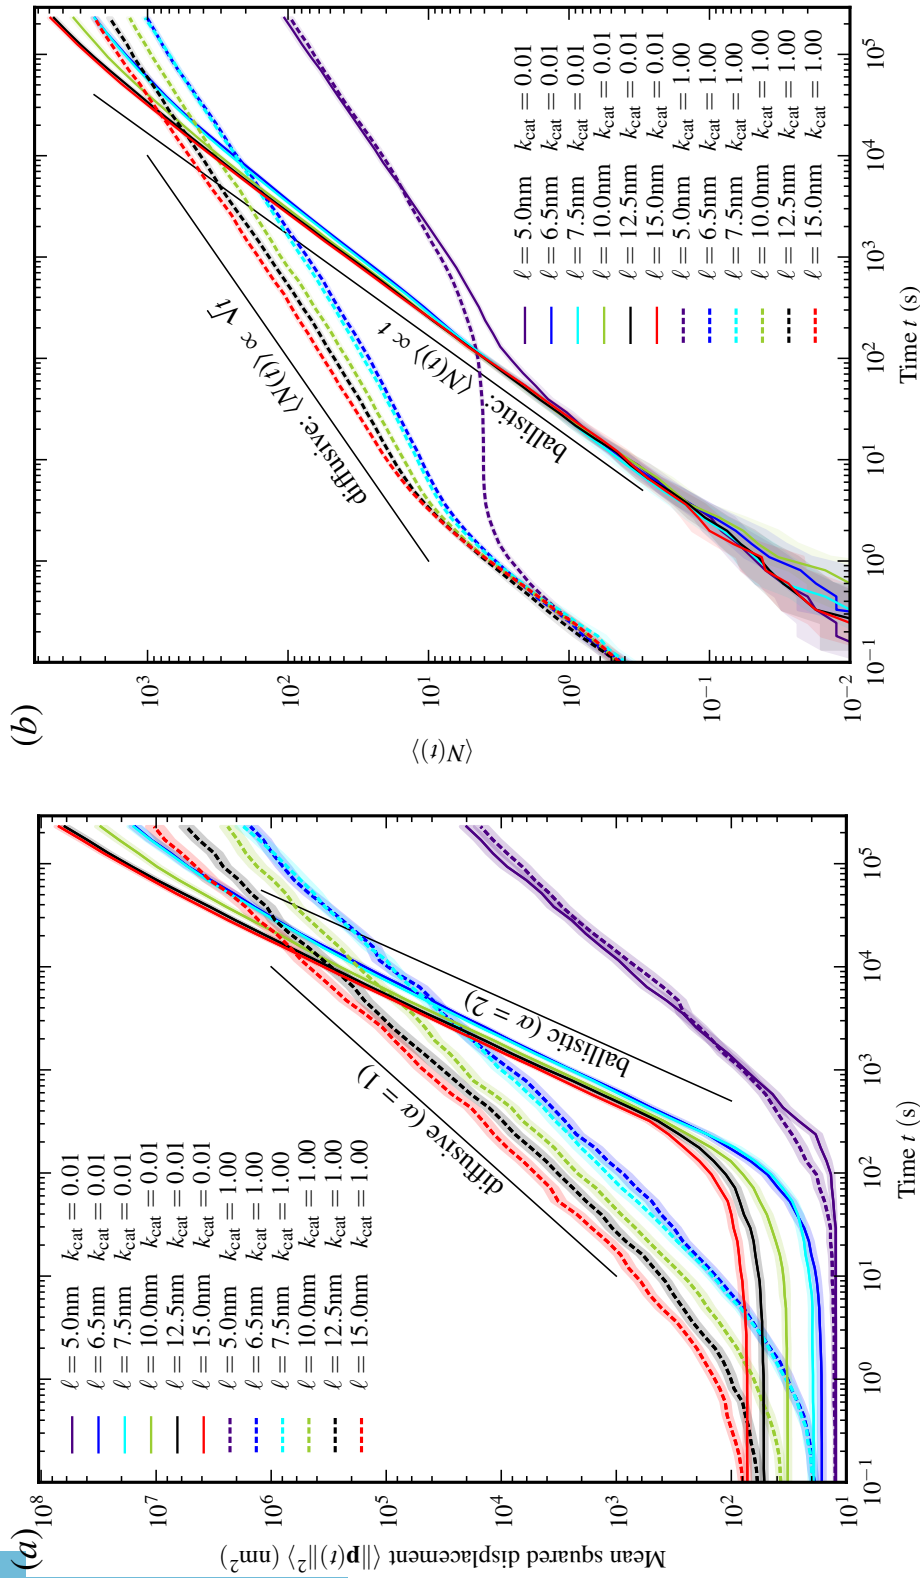 (a)
Mean squared displacement ⟨||p(t)||²⟩ (nm²)
10⁸
10⁷
10⁶
10⁵
10⁴
10³
10²
10¹
ℓ = 5.0nm k_cat = 0.01
ℓ = 6.5nm k_cat = 0.01
ℓ = 7.5nm k_cat = 0.01
ℓ = 10.0nm k_cat = 0.01
ℓ = 12.5nm k_cat = 0.01
ℓ = 15.0nm k_cat = 0.01
ℓ = 5.0nm k_cat = 1.00
ℓ = 6.5nm k_cat = 1.00
ℓ = 7.5nm k_cat = 1.00
ℓ = 10.0nm k_cat = 1.00
ℓ = 12.5nm k_cat = 1.00
ℓ = 15.0nm k_cat = 1.00
diffusive (α = 1)
ballistic (α = 2)
10⁻¹ 10⁰ 10¹ 10² 10³ 10⁴ 10⁵
Time t (s)
(b)
⟨N(t)⟩
10³
10²
10¹
10⁰
10⁻¹
10⁻²
diffusive: ⟨N(t)⟩ ∝ √t
ballistic: ⟨N(t)⟩ ∝ t
ℓ = 5.0nm k_cat = 0.01
ℓ = 6.5nm k_cat = 0.01
ℓ = 7.5nm k_cat = 0.01
ℓ = 10.0nm k_cat = 0.01
ℓ = 12.5nm k_cat = 0.01
ℓ = 15.0nm k_cat = 0.01
ℓ = 5.0nm k_cat = 1.00
ℓ = 6.5nm k_cat = 1.00
ℓ = 7.5nm k_cat = 1.00
ℓ = 10.0nm k_cat = 1.00
ℓ = 12.5nm k_cat = 1.00
ℓ = 15.0nm k_cat = 1.00
10⁻¹ 10⁰ 10¹ 10² 10³ 10⁴ 10⁵
Time t (s)